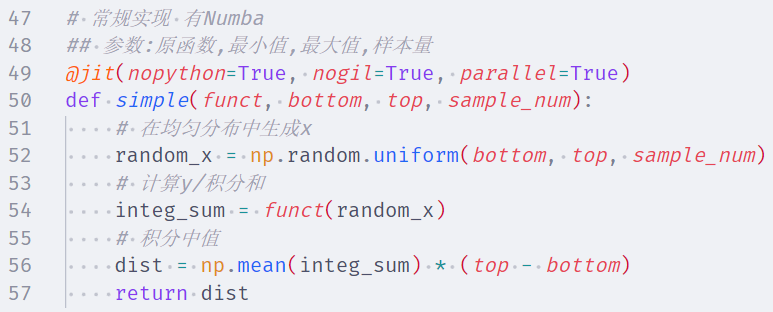 47 # 常规实现 有Numba
48 ## 参数:原函数,最小值,最大值,样本量
49 @jit(nopython=True, nogil=True, parallel=True)
50 def simple(funct, bottom, top, sample_num):
51     # 在均匀分布中生成x
52     random_x = np.random.uniform(bottom, top, sample_num)
53     # 计算y/积分和
54     integ_sum = funct(random_x)
55     # 积分中值
56     dist = np.mean(integ_sum) * (top - bottom)
57     return dist